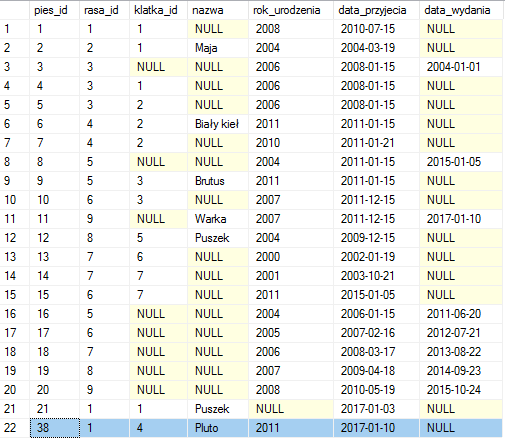 pies_id rasa_id klatka_id nazwa rok_urodzenia data_przyjecia data_wydania
1 1 1 1 NULL 2008 2010-07-15 NULL
2 2 2 1 Maja 2004 2004-03-19 NULL
3 3 3 NULL NULL 2006 2008-01-15 2004-01-01
4 4 3 1 NULL 2006 2008-01-15 NULL
5 5 3 2 NULL 2006 2008-01-15 NULL
6 6 4 2 Biały kieł 2011 2011-01-15 NULL
7 7 4 2 NULL 2010 2011-01-21 NULL
8 8 5 NULL NULL 2004 2011-01-15 2015-01-05
9 9 5 3 Brutus 2011 2011-01-15 NULL
10 10 6 3 NULL 2007 2011-12-15 NULL
11 11 9 NULL Warka 2007 2011-12-15 2017-01-10
12 12 8 5 Puszek 2004 2009-12-15 NULL
13 13 7 6 NULL 2000 2002-01-19 NULL
14 14 7 7 NULL 2001 2003-10-21 NULL
15 15 6 7 NULL 2011 2015-01-05 NULL
16 16 5 NULL NULL 2004 2006-01-15 2011-06-20
17 17 6 NULL NULL 2005 2007-02-16 2012-07-21
18 18 7 NULL NULL 2006 2008-03-17 2013-08-22
19 19 8 NULL NULL 2007 2009-04-18 2014-09-23
20 20 9 NULL NULL 2008 2010-05-19 2015-10-24
21 21 1 1 Puszek NULL 2017-01-03 NULL
22 38 1 4 Pluto 2011 2017-01-10 NULL